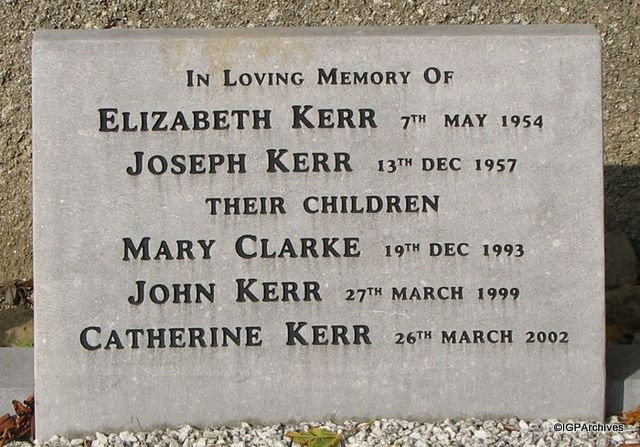 In Loving Memory Of
Elizabeth Kerr 7th May 1954
Joseph Kerr 13th Dec 1957
Their Children
Mary Clarke 19th Dec 1993
John Kerr 27th March 1999
Catherine Kerr 26th March 2002
©IGPArchives